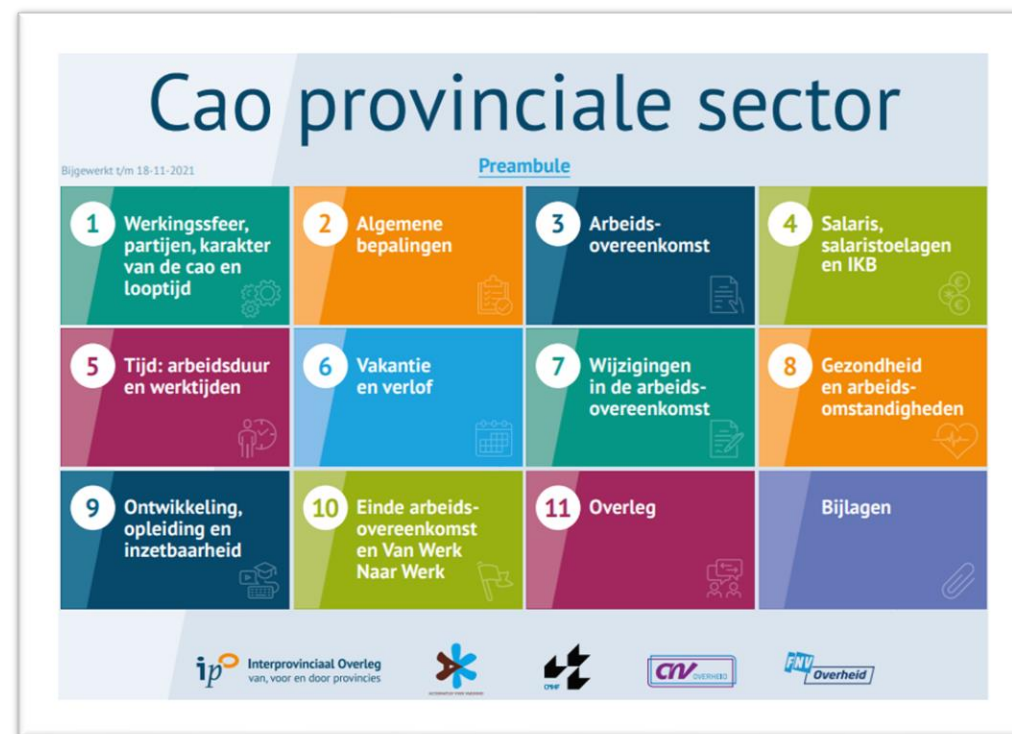 Cao provinciale sector
Bijgewerkt t/m 18-11-2021
Preambule
1
Werkingssfeer,
partijen, karakter
van de cao en
looptijd
2
Algemene
bepalingen
3
Arbeids-
overeenkomst
4
Salaris,
salaristoelagen
en IKB
5
Tijd: arbeidsduur
en werktijden
6
Vakantie
en verlof
7
Wijzigingen
in de arbeids-
overeenkomst
8
Gezondheid
en arbeids-
omstandigheden
9
Ontwikkeling,
opleiding en
inzetbaarheid
10
Einde arbeids-
overeenkomst
en Van Werk
Naar Werk
11
Overleg
Bijlagen
ipo
Interprovinciaal Overleg
van, voor en door provincies
CMHF
CNV OVERHEID
FNV
Overheid